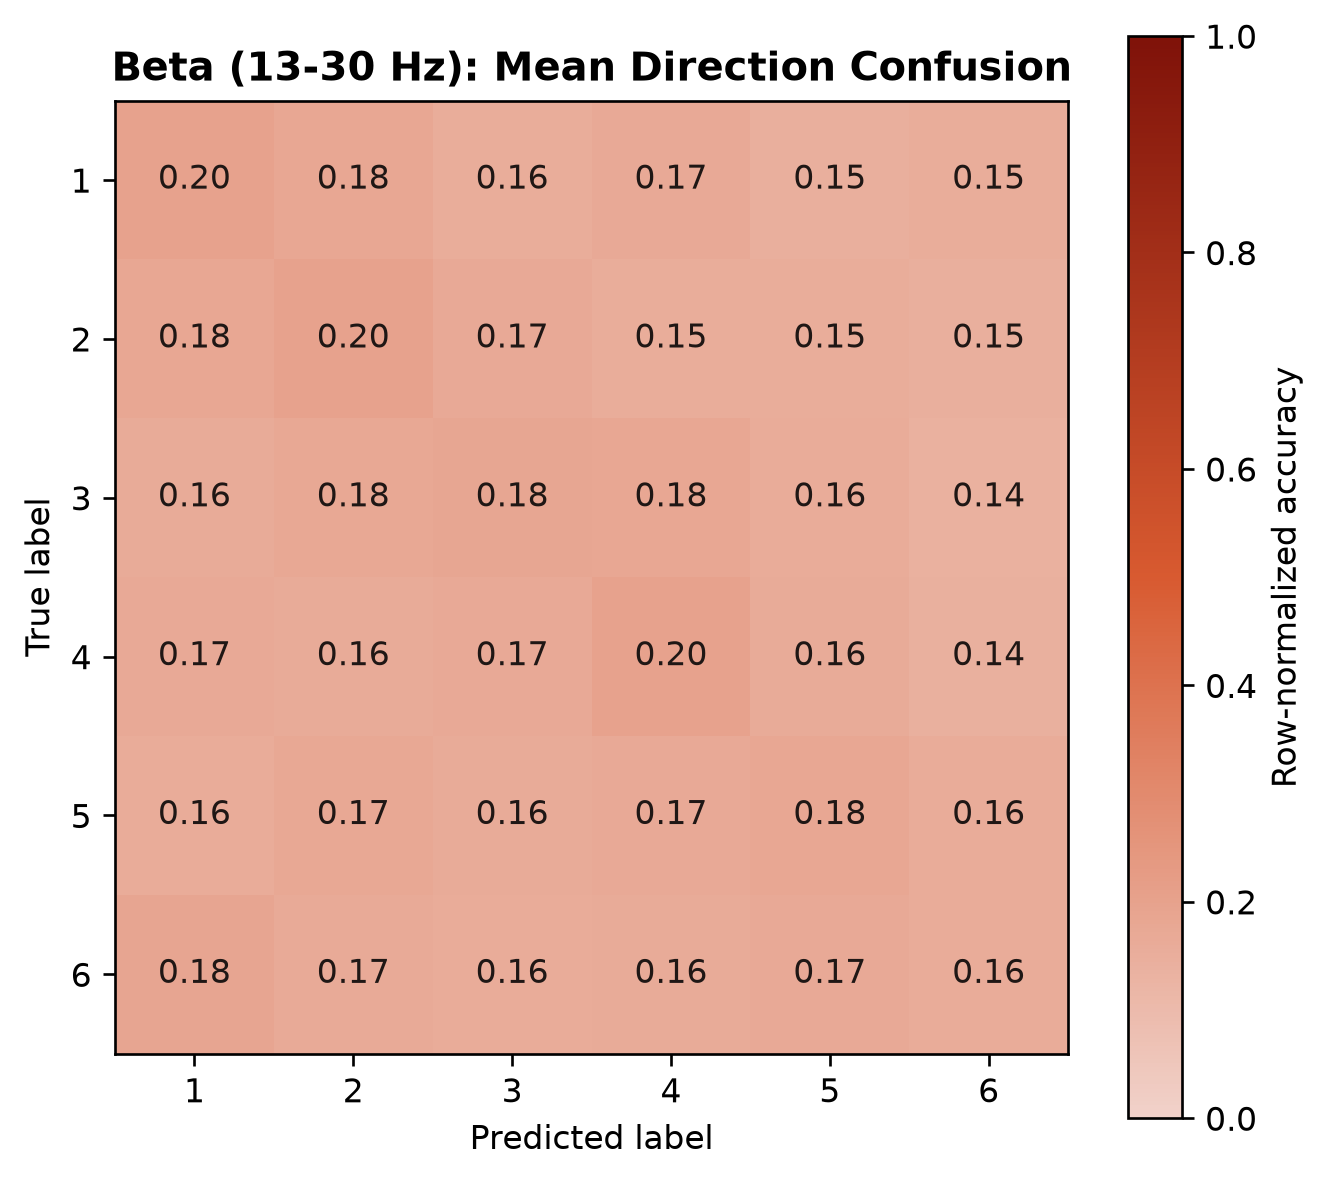 Beta (13-30 Hz): Mean Direction Confusion
1 0.20 0.18 0.16 0.17 0.15 0.15
2 0.18 0.20 0.17 0.15 0.15 0.15
3 0.16 0.18 0.18 0.18 0.16 0.14
4 0.17 0.16 0.17 0.20 0.16 0.14
5 0.16 0.17 0.16 0.17 0.18 0.16
6 0.18 0.17 0.16 0.16 0.17 0.16
1 2 3 4 5 6
Predicted label
True label
1.0
0.8
0.6
0.4
0.2
0.0
Row-normalized accuracy